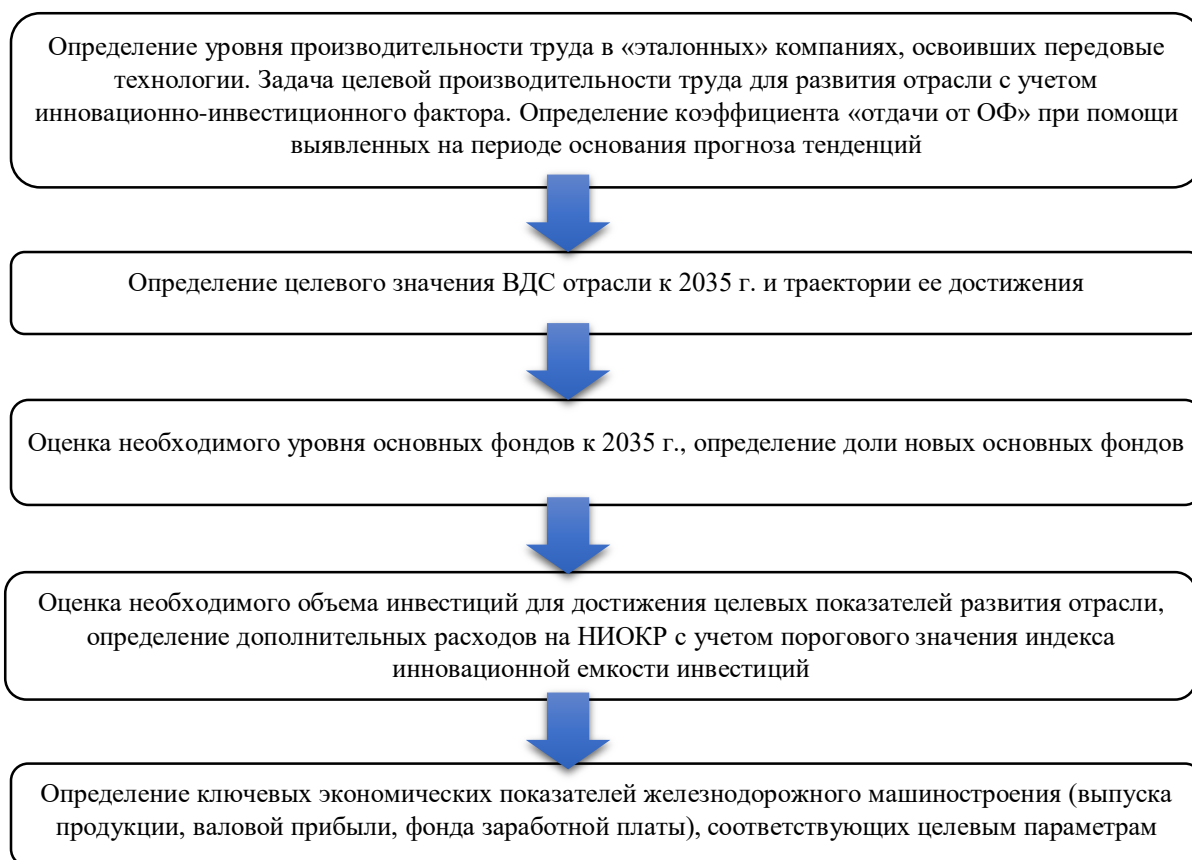 Определение уровня производительности труда в «эталонных» компаниях, освоивших передовые
технологии. Задача целевой производительности труда для развития отрасли с учетом
инновационно-инвестиционного фактора. Определение коэффициента «отдачи от ОФ» при помощи
выявленных на периоде основания прогноза тенденций
Определение целевого значения ВДС отрасли к 2035 г. и траектории ее достижения
Оценка необходимого уровня основных фондов к 2035 г., определение доли новых основных фондов
Оценка необходимого объема инвестиций для достижения целевых показателей развития отрасли,
определение дополнительных расходов на НИОКР с учетом порогового значения индекса
инновационной емкости инвестиций
Определение ключевых экономических показателей железнодорожного машиностроения (выпуска
продукции, валовой прибыли, фонда заработной платы), соответствующих целевым параметрам